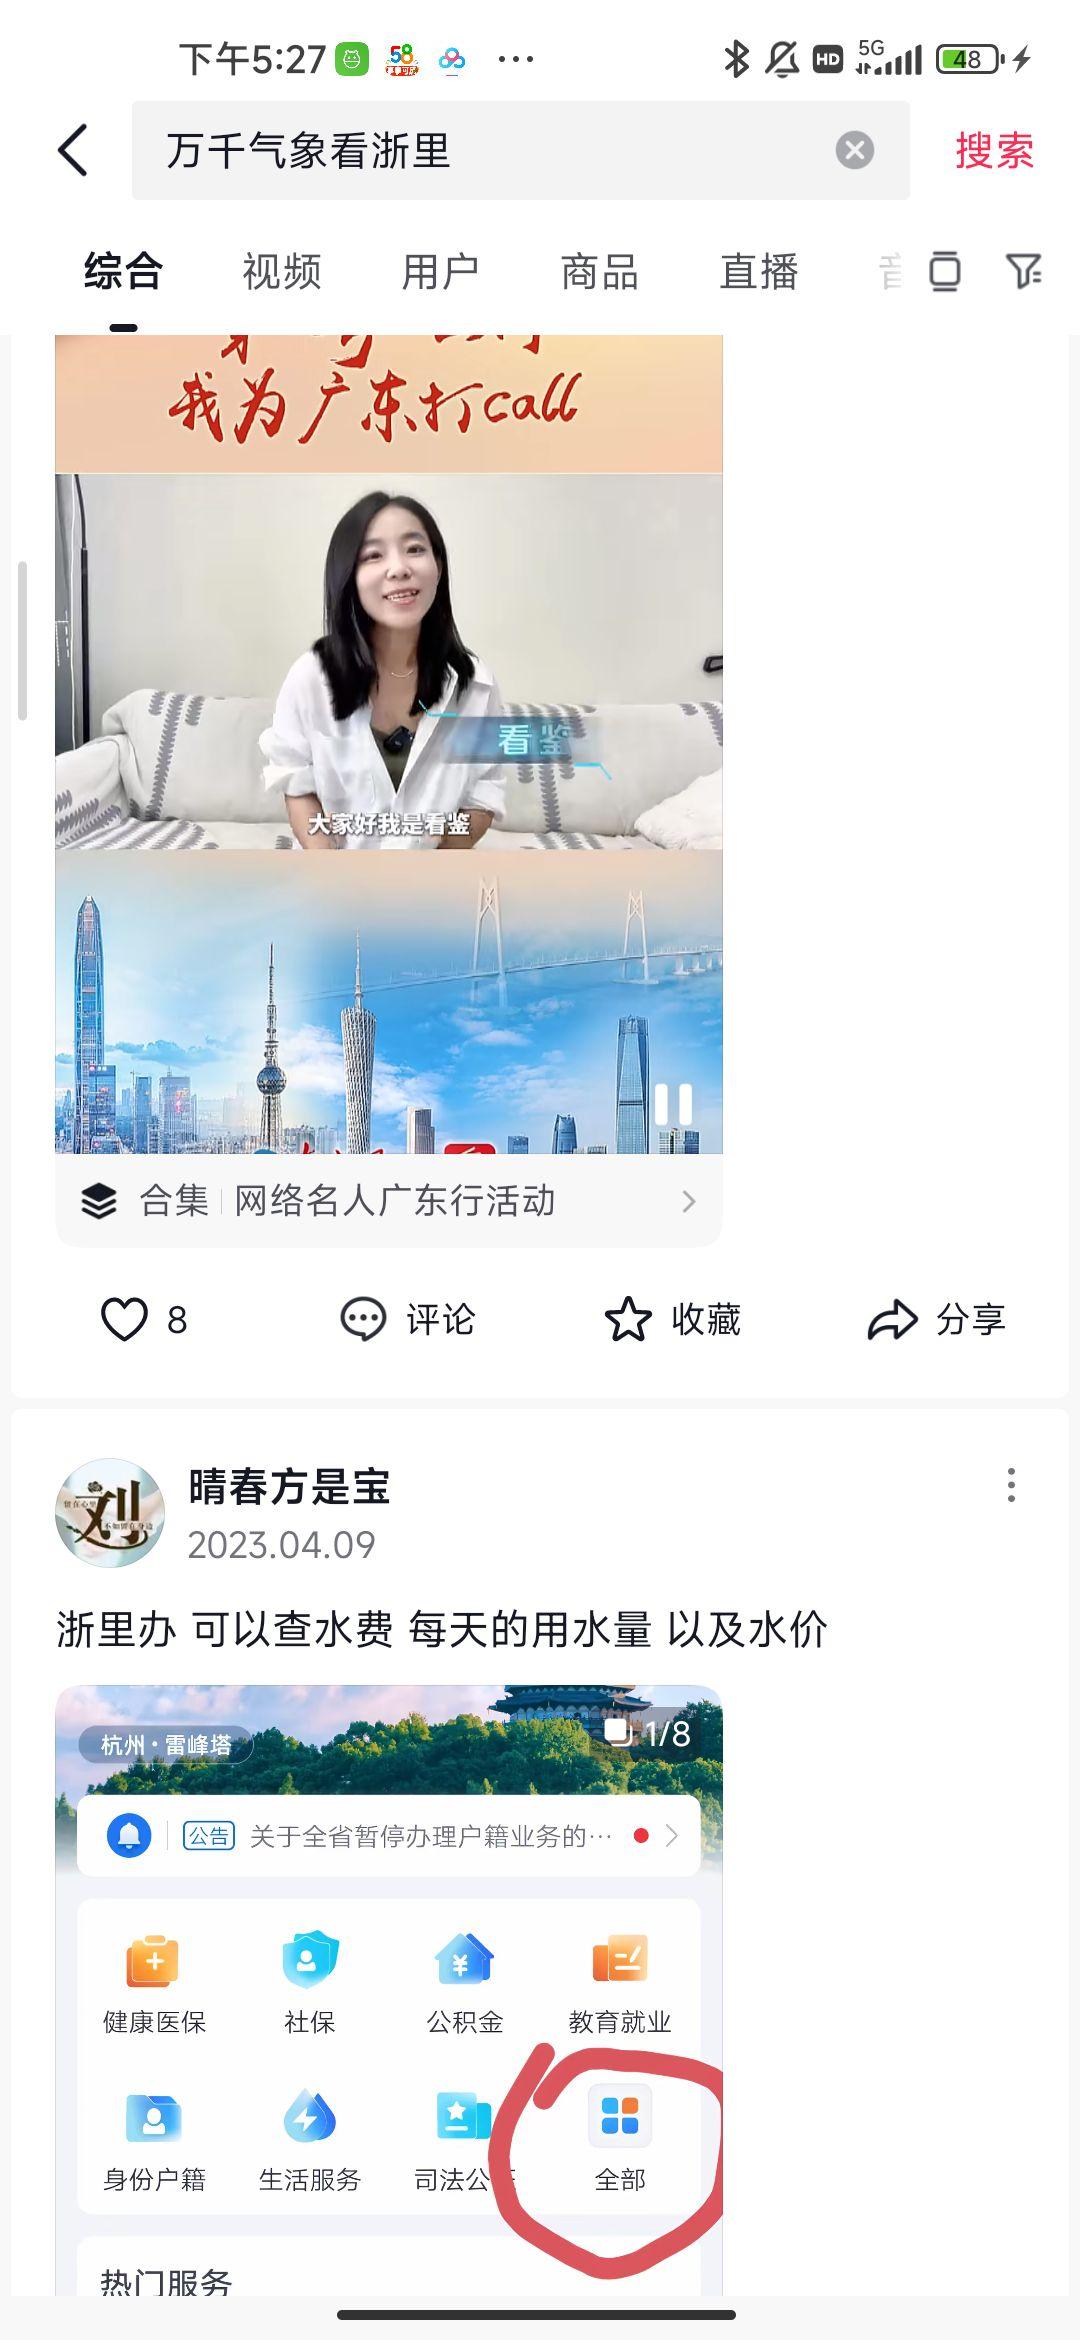 下午5:27
58
HD
5G
48
万千气象看浙里
搜索
综合
视频
用户
商品
直播
我为广东打call
看鉴
大家好我是看鉴
合集
网络名人广东行活动
8
评论
收藏
分享
刘
晴春方是宝
2023.04.09
浙里办 可以查水费 每天的用水量 以及水价
杭州·雷峰塔
1/8
公告
关于全省暂停办理户籍业务的…
健康医保
社保
公积金
教育就业
身份户籍
生活服务
司法公
全部
热门服务